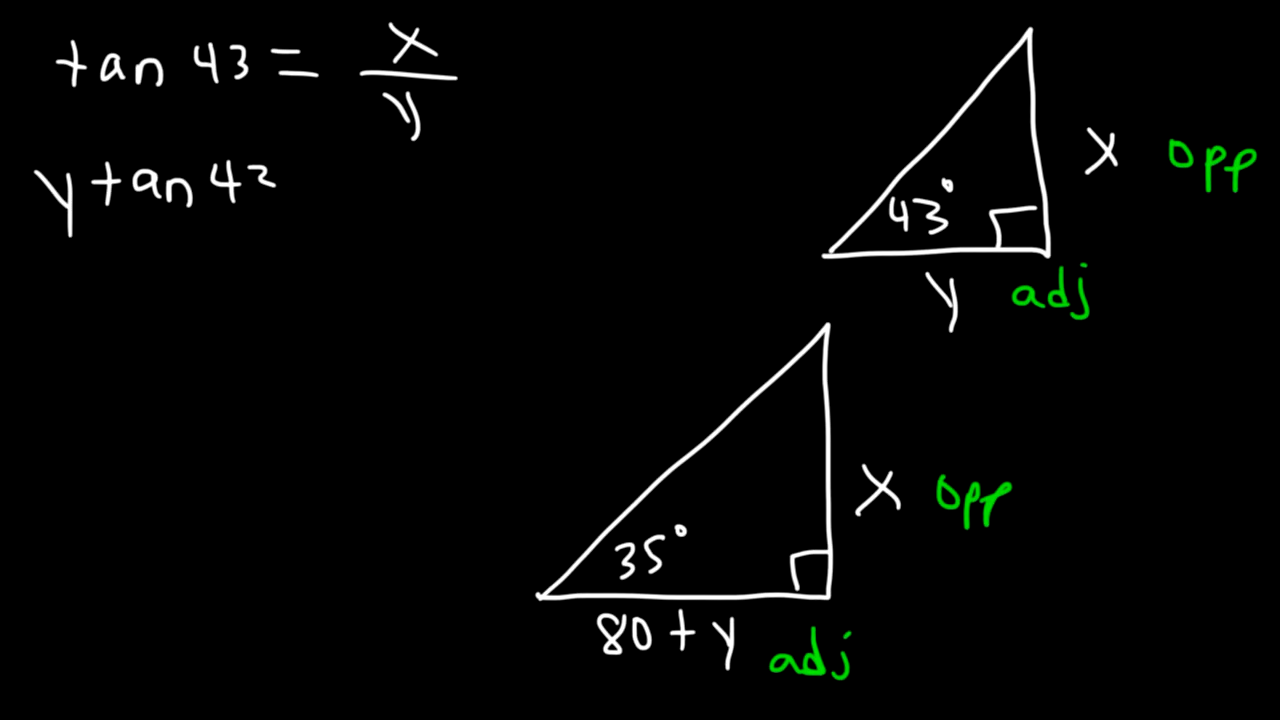 tan 43 = x/y
y tan 43
43°
x opp
y adj
35°
x opp
80 + y adj